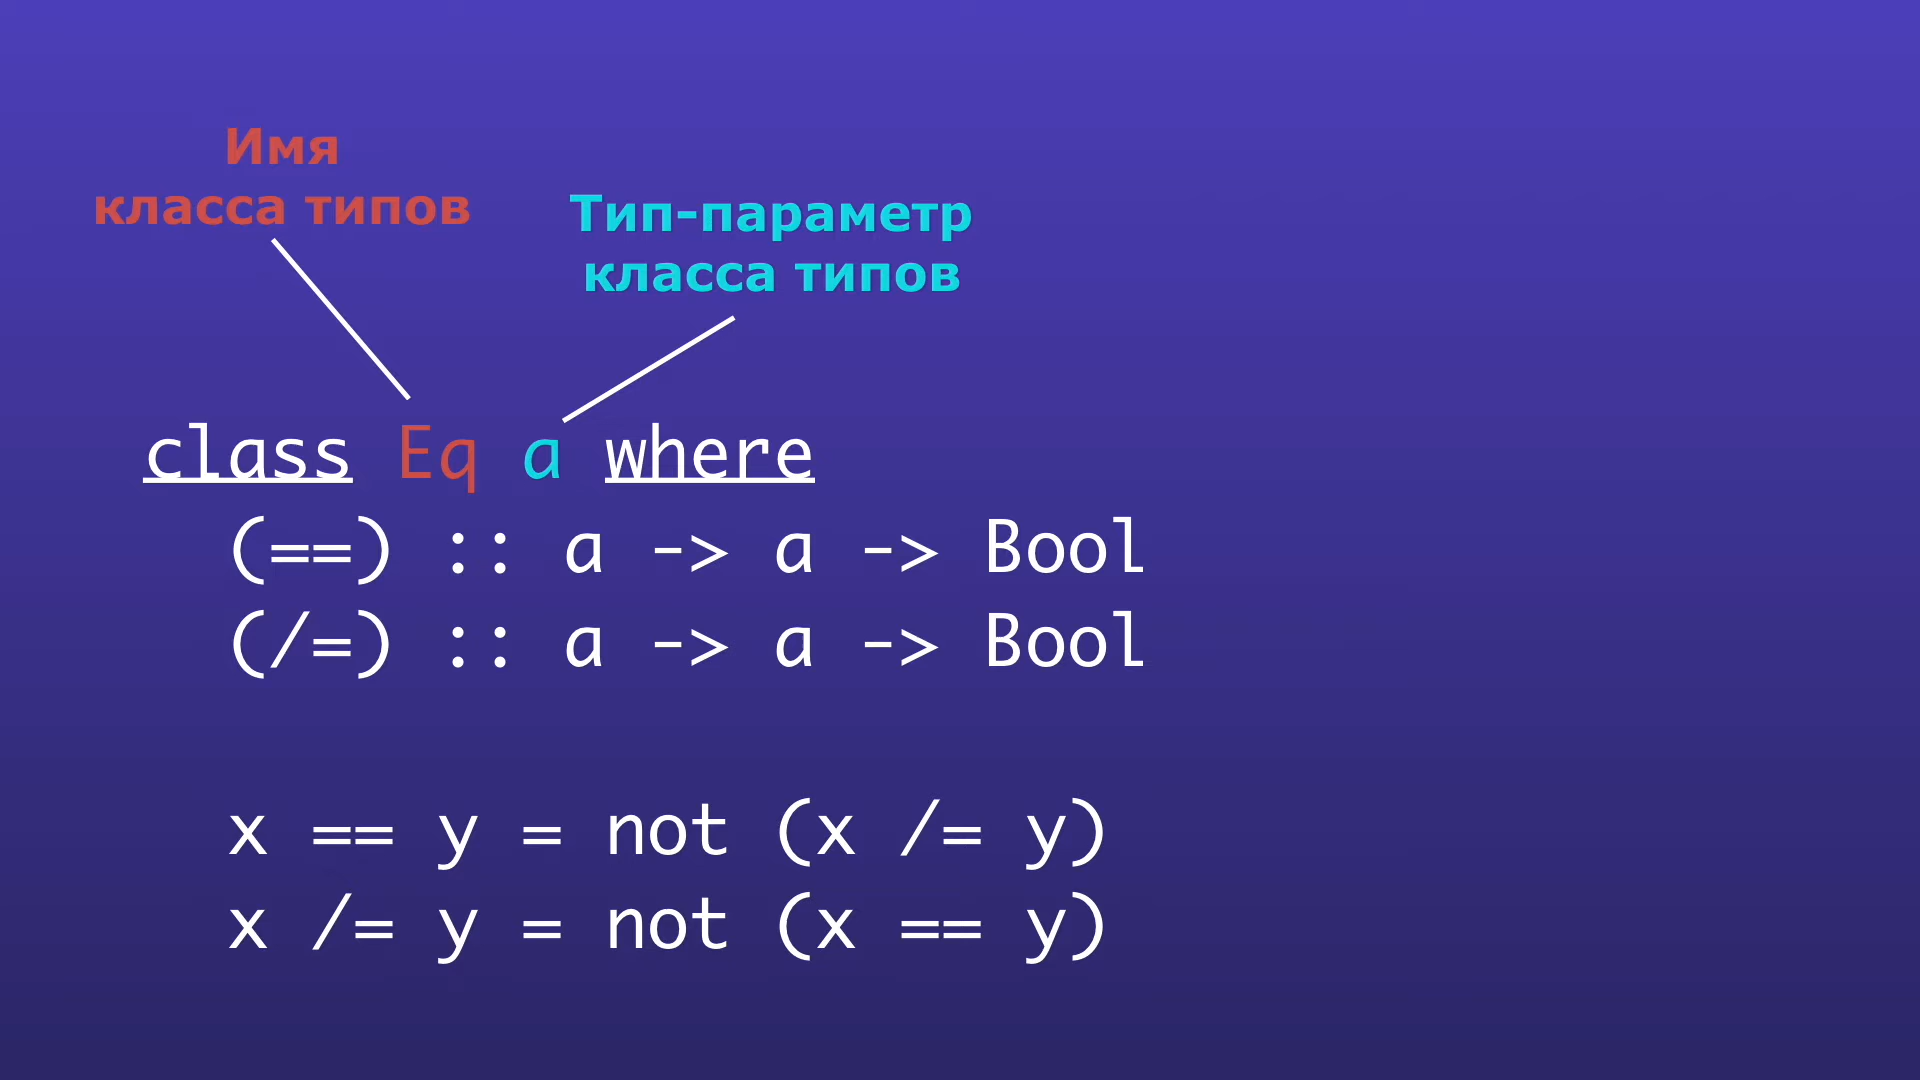 Имя
класса типов
Тип-параметр
класса типов
class Eq a where
(==) :: a -> a -> Bool
(/=) :: a -> a -> Bool
x == y = not (x /= y)
x /= y = not (x == y)